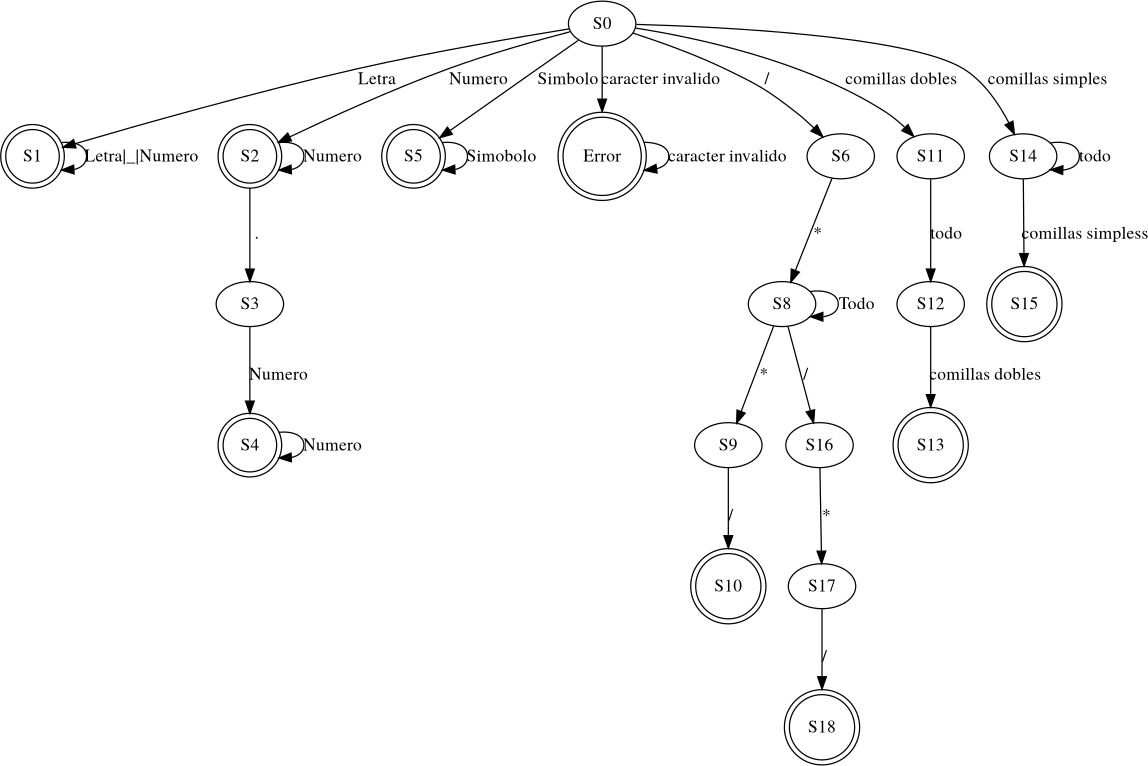 S0
Letra
Numero
Simbolo
caracter invalido
/
comillas dobles
comillas simples
S1
Letra|_|Numero
S2
Numero
S5
Simobolo
Error
caracter invalido
S6
S11
S14
todo
.
*
todo
comillas simpless
S3
S8
Todo
S12
S15
Numero
*
/
comillas dobles
S4
Numero
S9
S16
S13
/
*
S10
S17
/
S18